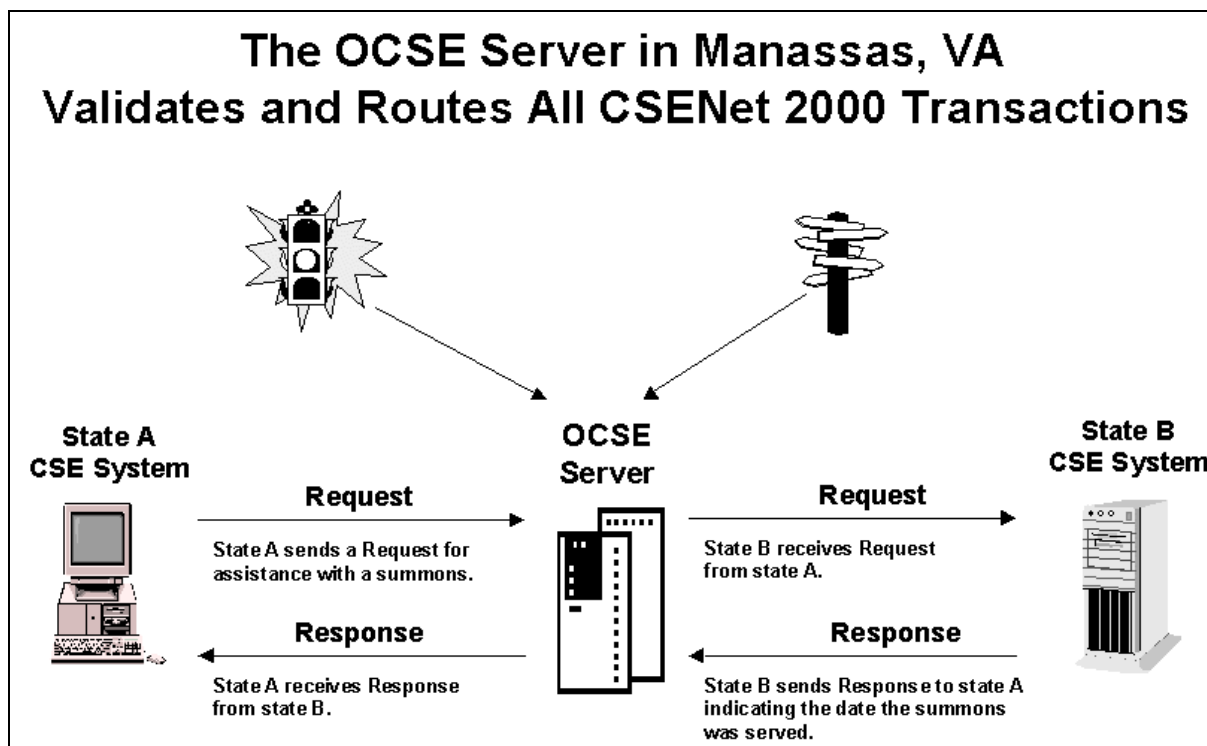 The OCSE Server in Manassas, VA
Validates and Routes All CSENet 2000 Transactions
State A
CSE System
OCSE
Server
State B
CSE System
Request
State A sends a Request for
assistance with a summons.
Request
State B receives Request
from state A.
Response
State A receives Response
from state B.
Response
State B sends Response to state A
indicating the date the summons
was served.